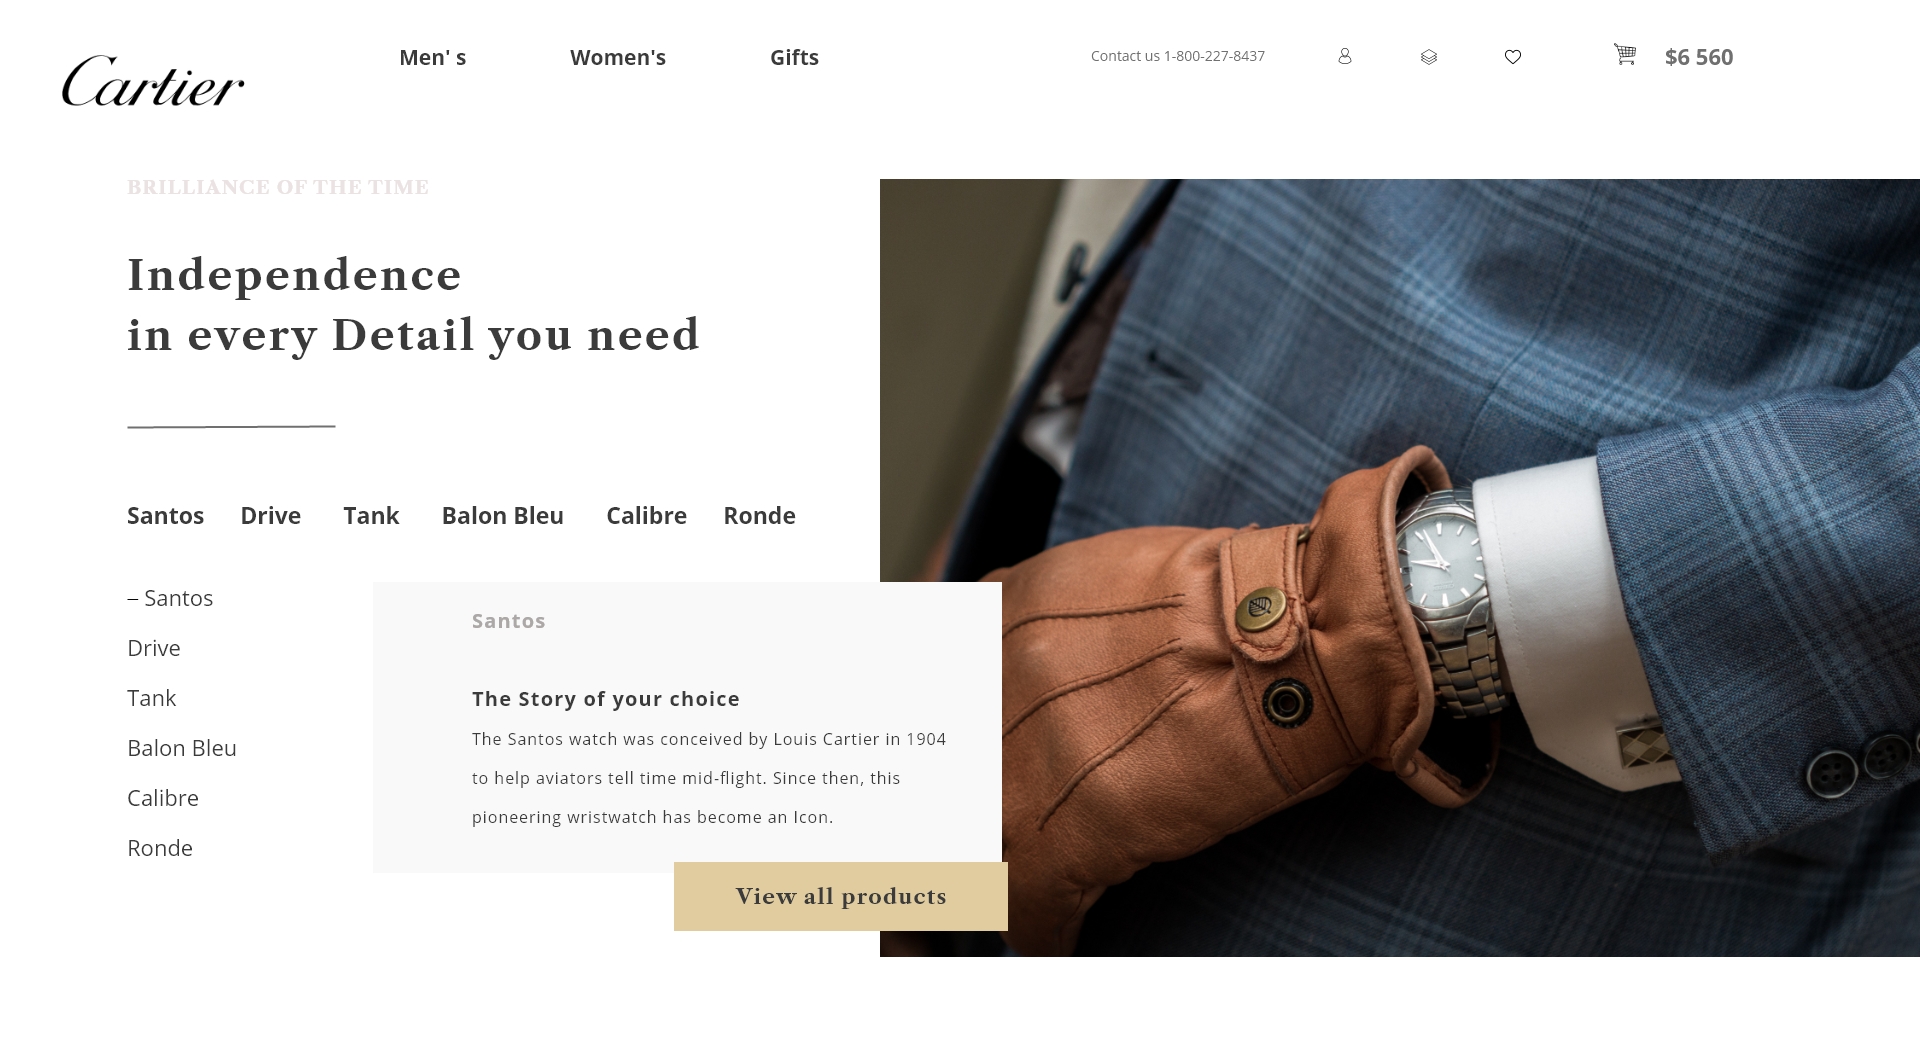 Cartier
Men' s
Women's
Gifts
Contact us 1-800-227-8437
$6 560
BRILLIANCE OF THE TIME
Independence
in every Detail you need
Santos
Drive
Tank
Balon Bleu
Calibre
Ronde
– Santos
Drive
Tank
Balon Bleu
Calibre
Ronde
Santos
The Story of your choice
The Santos watch was conceived by Louis Cartier in 1904
to help aviators tell time mid-flight. Since then, this
pioneering wristwatch has become an Icon.
View all products